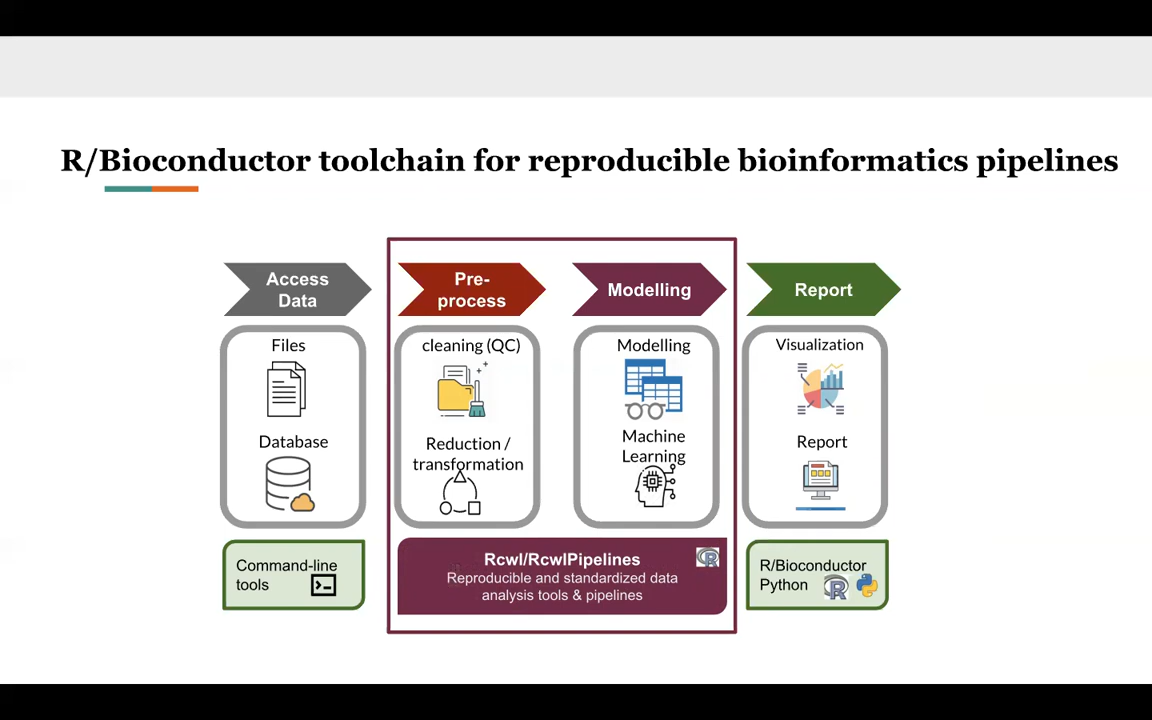 R/Bioconductor toolchain for reproducible bioinformatics pipelines
Access
Data
Pre-
process
Modelling
Report
Files
Database
cleaning (QC)
Reduction /
transformation
Modelling
Machine
Learning
Visualization
Report
Command-line
tools
Rcwl/RcwlPipelines
Reproducible and standardized data
analysis tools & pipelines
R/Bioconductor
Python